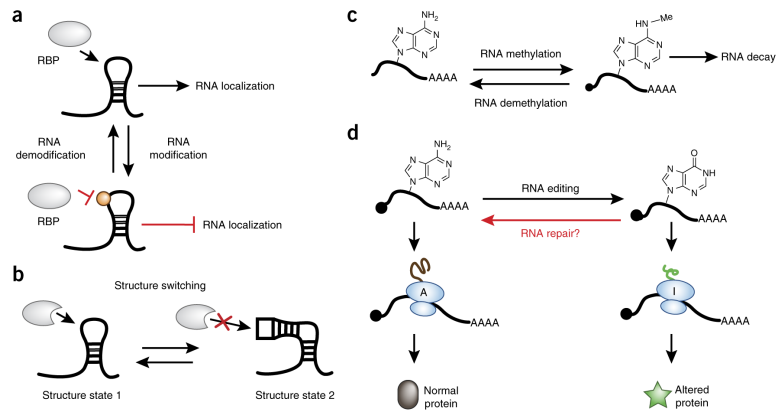 a
RBP
RNA localization
RNA
demodification
RNA
modification
RBP
RNA localization
b
Structure switching
Structure state 1
Structure state 2
c
NH2
N
N
N
N
AAAA
RNA methylation
RNA demethylation
HN
Me
N
N
N
N
AAAA
RNA decay
d
NH2
N
N
N
N
AAAA
RNA editing
RNA repair?
O
N
NH
N
N
AAAA
A
AAAA
I
AAAA
Normal
protein
Altered
protein